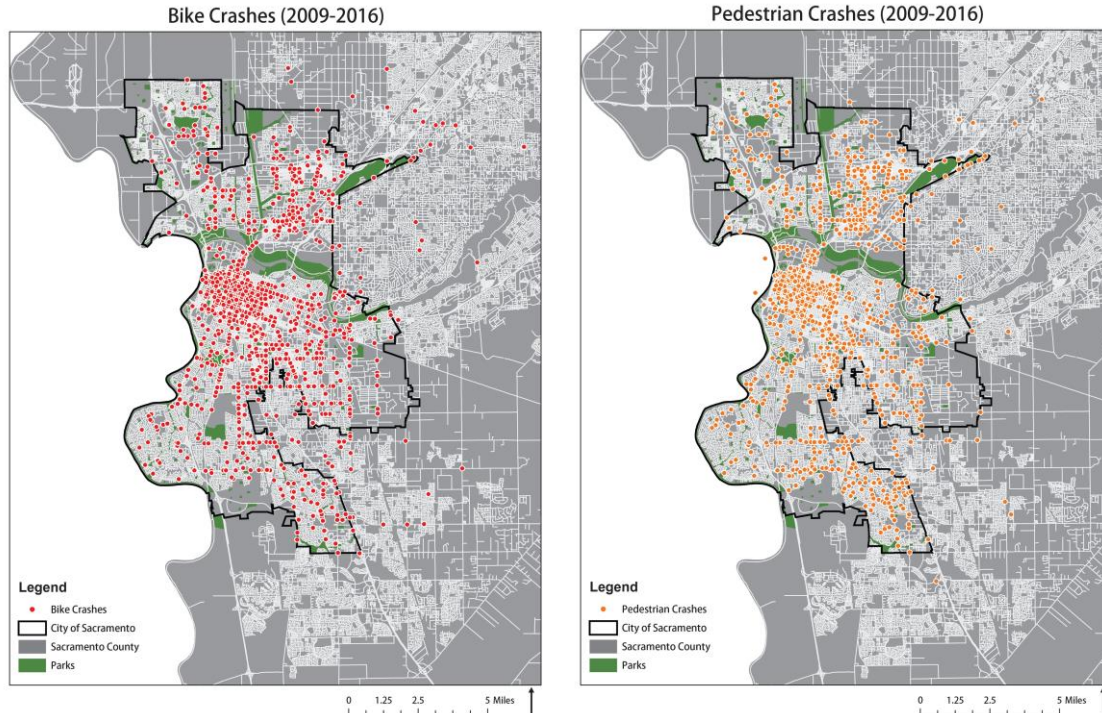 Bike Crashes (2009-2016)
Legend
Bike Crashes
City of Sacramento
Sacramento County
Parks
0 1.25 2.5 5 Miles
Pedestrian Crashes (2009-2016)
Legend
Pedestrian Crashes
City of Sacramento
Sacramento County
Parks
0 1.25 2.5 5 Miles